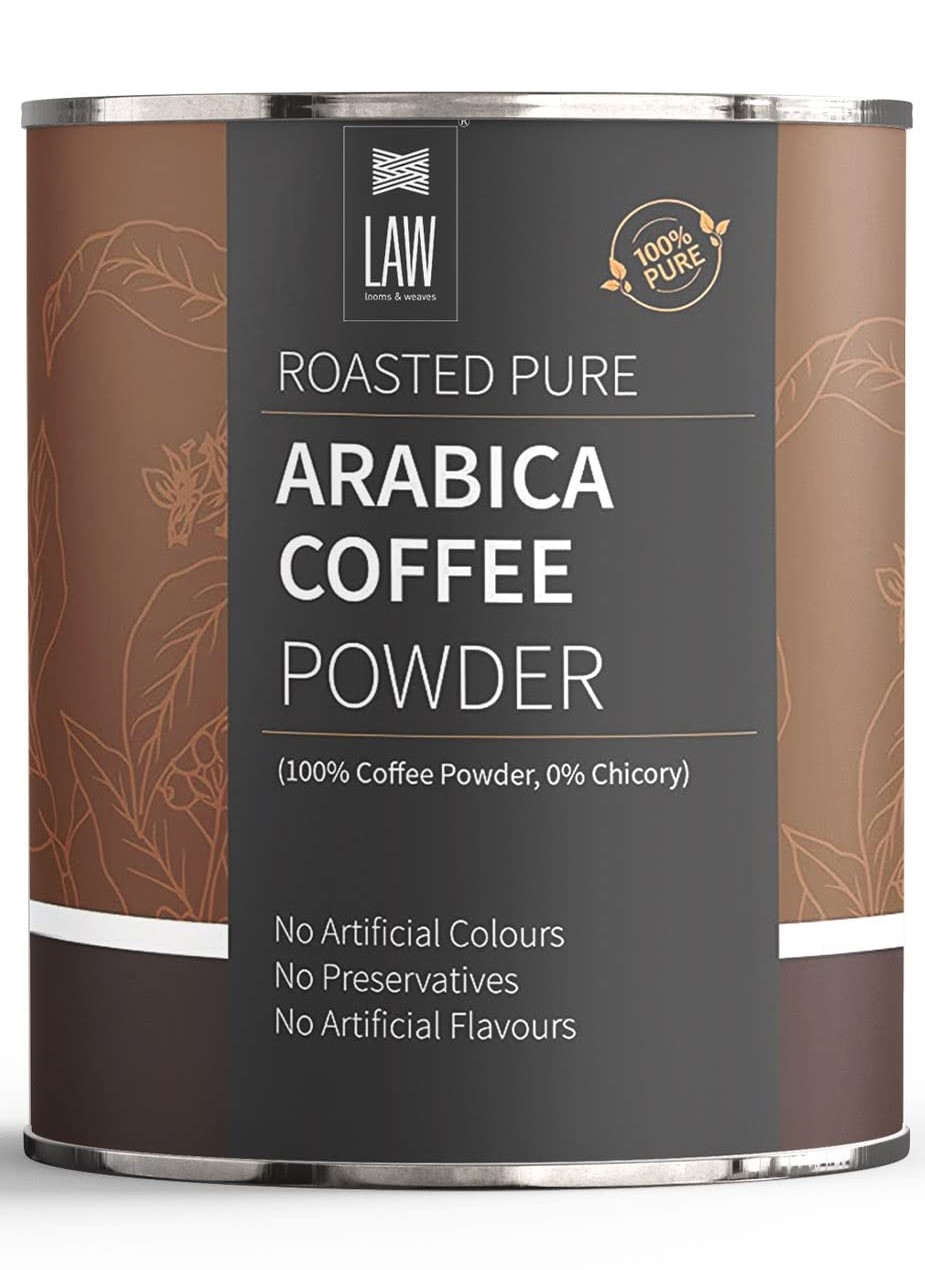 ®
LAW
looms & weaves
100%
PURE
ROASTED PURE
ARABICA
COFFEE
POWDER
(100% Coffee Powder, 0% Chicory)
No Artificial Colours
No Preservatives
No Artificial Flavours